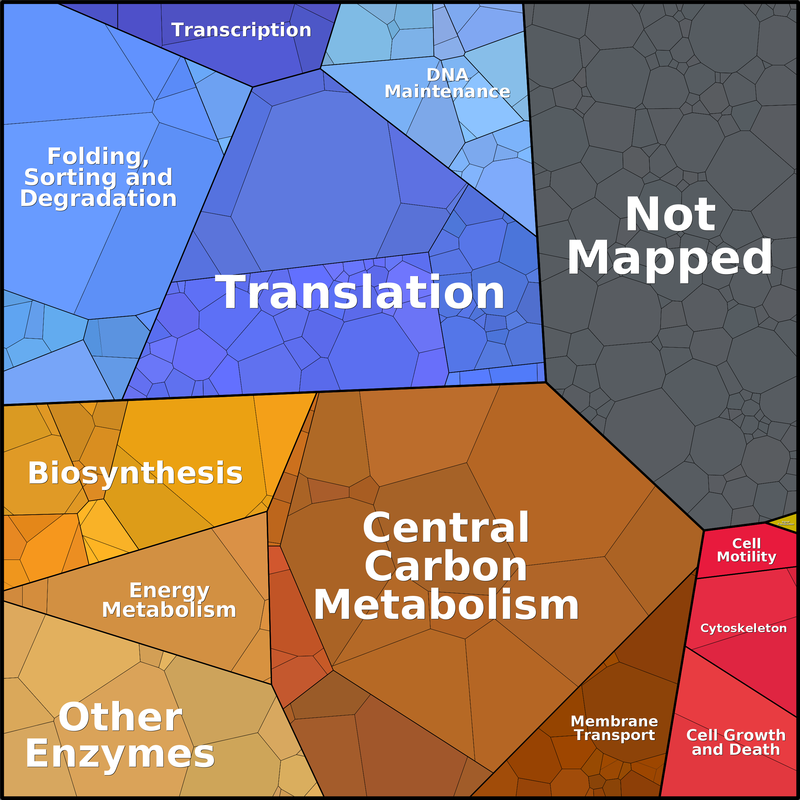 Transcription
DNA
Maintenance
Folding,
Sorting and
Degradation
Not
Mapped
Translation
Biosynthesis
Central
Carbon
Metabolism
Cell
Motility
Energy
Metabolism
Cytoskeleton
Other
Enzymes
Membrane
Transport
Cell Growth
and Death